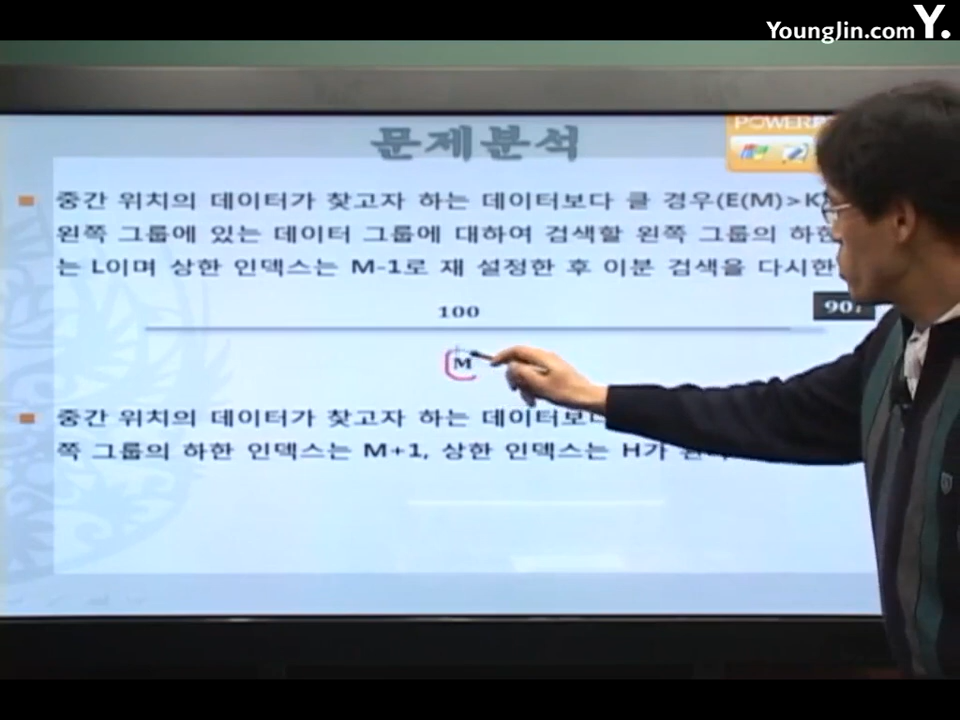 YoungJin.com Y.
문제분석
중간 위치의 데이터가 찾고자 하는 데이터보다 클 경우(E(M)>K
왼쪽 그룹에 있는 데이터 그룹에 대하여 검색할 왼쪽 그룹의 하한
는 L이며 상한 인덱스는 M-1로 재 설정한 후 이분 검색을 다시한
100
M
중간 위치의 데이터가 찾고자 하는 데이터보다
쪽 그룹의 하한 인덱스는 M+1, 상한 인덱스는 H가